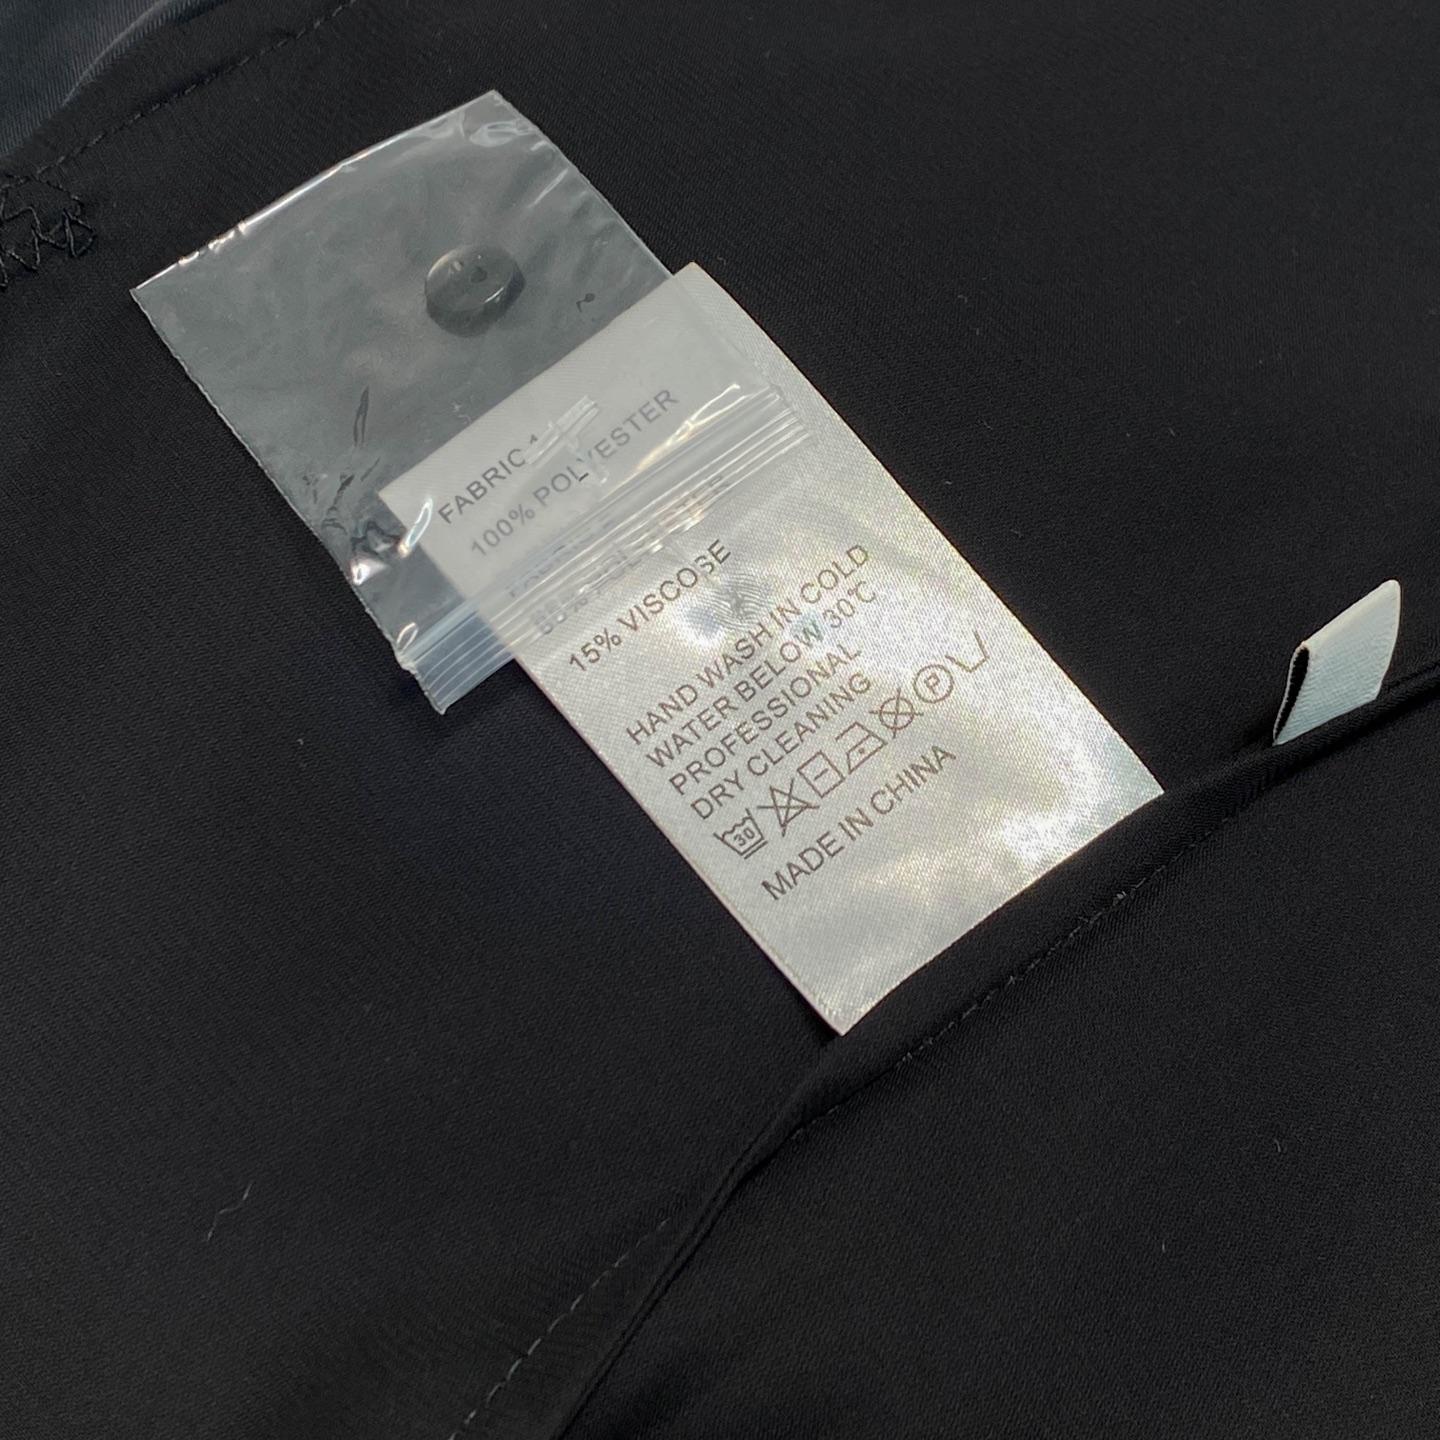 FABRIC
100% POLYESTER
15% VISCOSE
HAND WASH IN COLD
WATER BELOW 30℃
PROFESSIONAL
DRY CLEANING
30
P
MADE IN CHINA